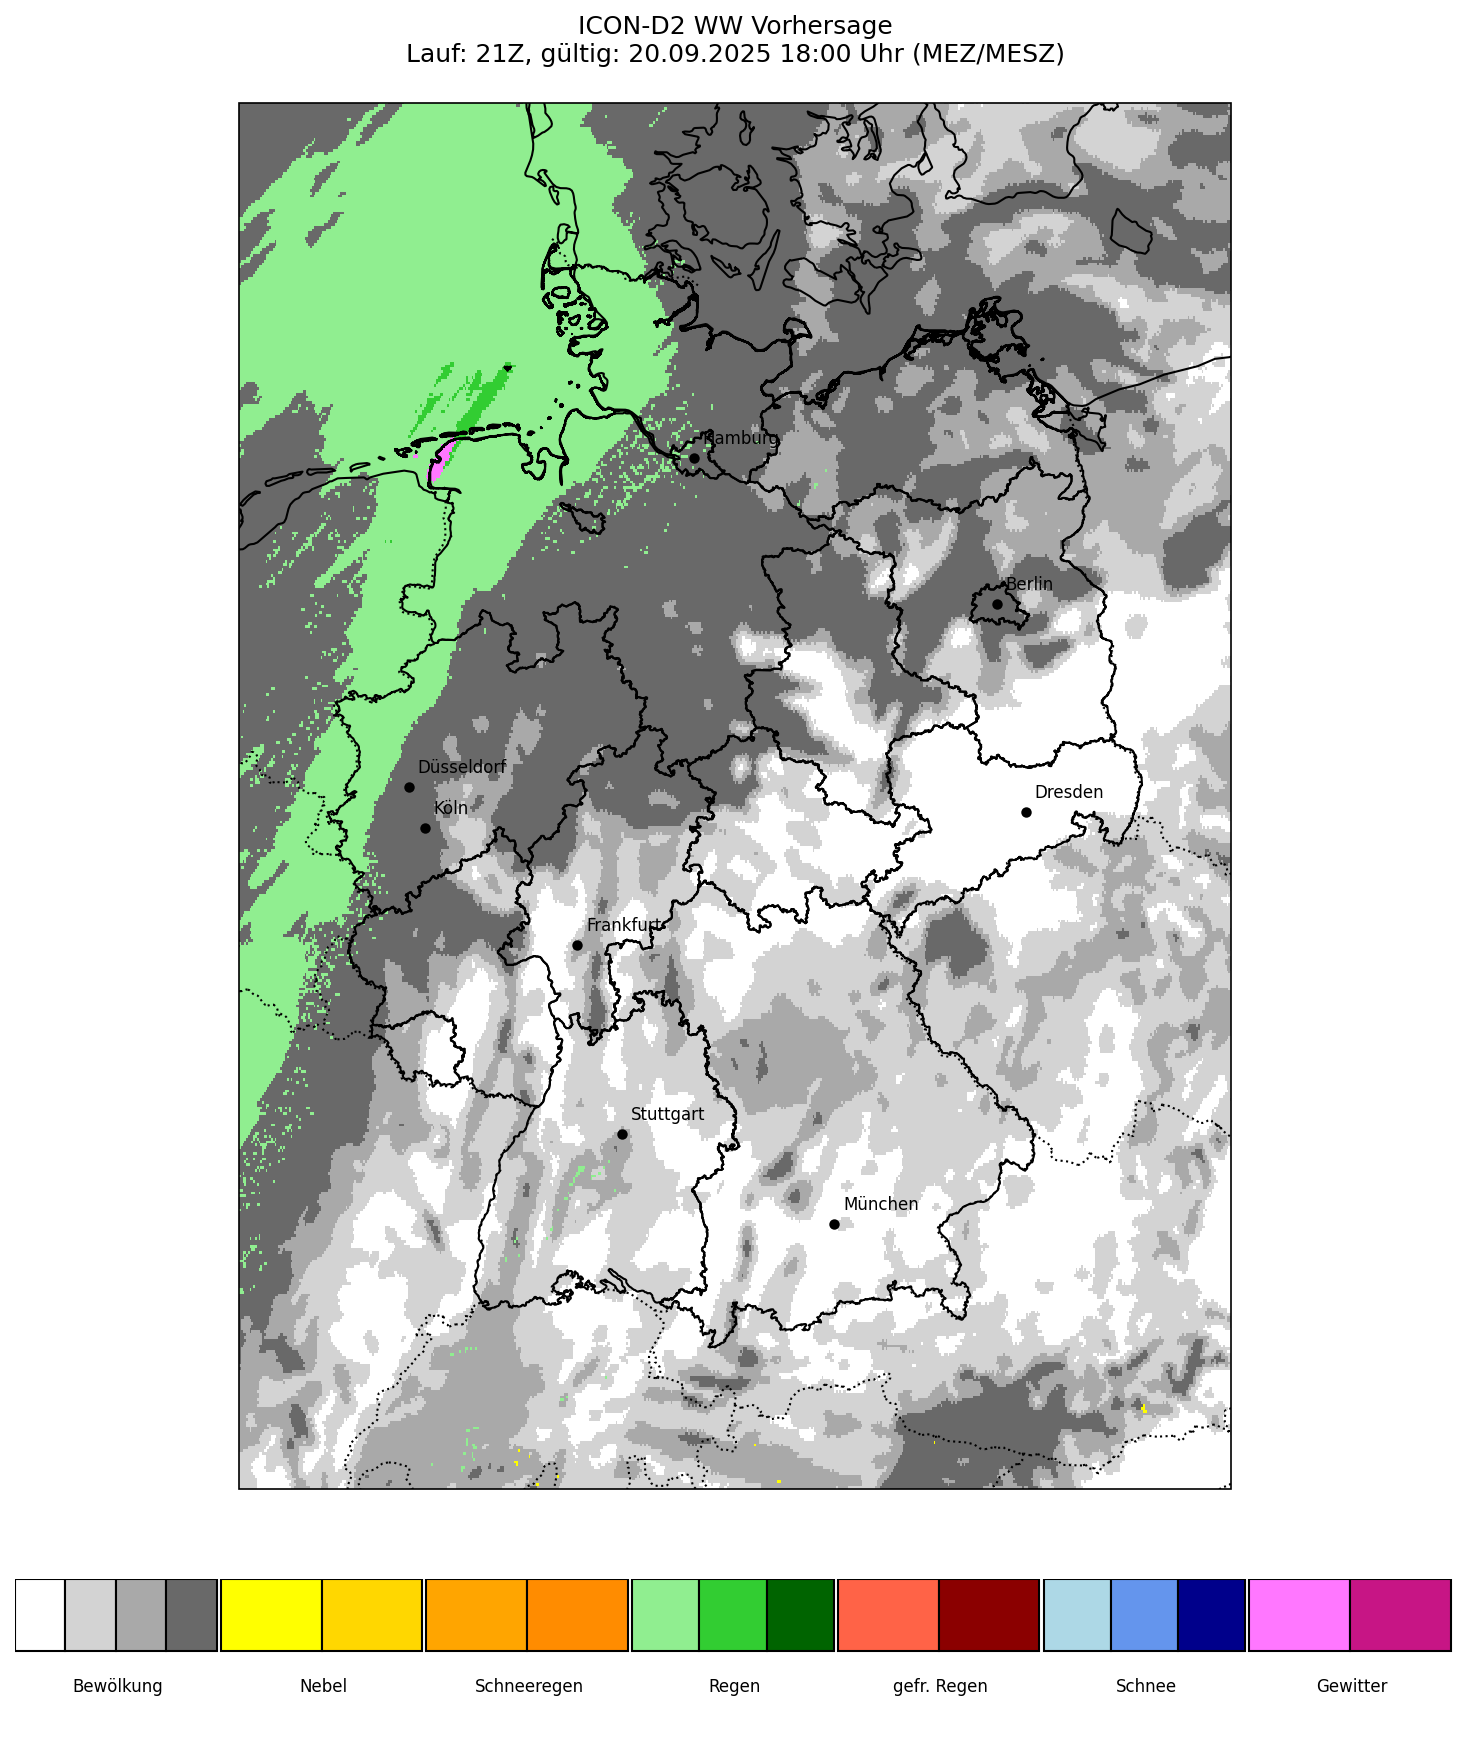 ICON-D2 WW Vorhersage
Lauf: 21Z, gültig: 20.09.2025 18:00 Uhr (MEZ/MESZ)
Hamburg
Berlin
Düsseldorf
Dresden
Köln
Frankfurt
Stuttgart
München
Bewölkung
Nebel
Schneeregen
Regen
gefr. Regen
Schnee
Gewitter